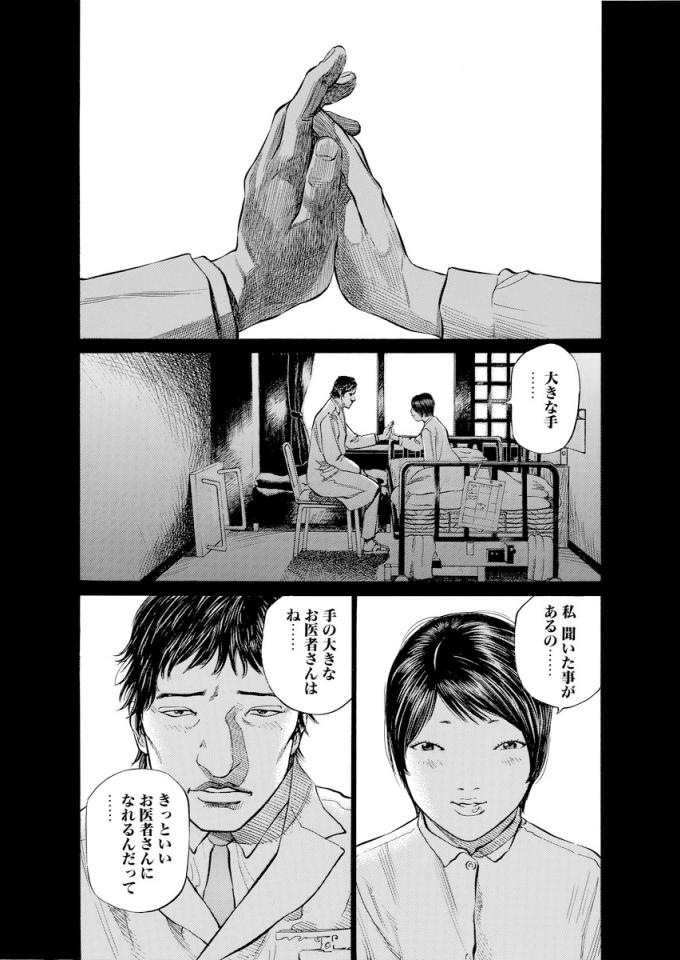 大きな手
……
私 聞いた事が
あるの……
手の大きな
お医者さんは
ね……
きっといい
お医者さんに
なれるんだって
……